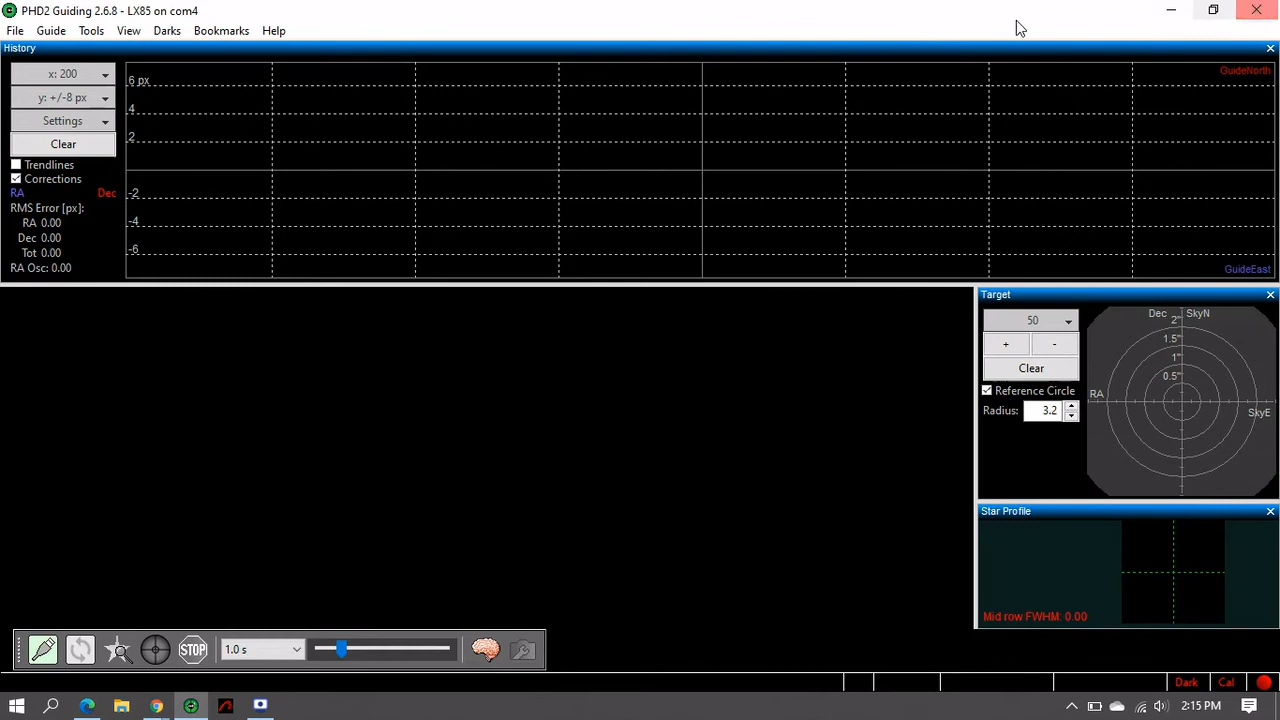 PHD2 Guiding 2.6.8 - LX85 on com4
File Guide Tools View Darks Bookmarks Help
History
x: 200
y: +/-8 px
Settings
Clear
Trendlines
Corrections
RA Dec
RMS Error [px]:
RA 0.00
Dec 0.00
Tot 0.00
RA Osc: 0.00
6 px
4
2
-2
-4
-6
GuideNorth
GuideEast
Target
50
+ -
Clear
Reference Circle
Radius: 3.2
Dec SkyN
2"
1.5"
1"
0.5"
RA
SkyE
Star Profile
Mid row FWHM: 0.00
STOP
1.0 s
Dark Cal
2:15 PM